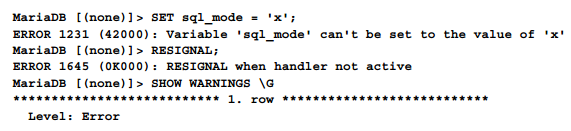 MariaDB [(none)]> SET sql_mode = 'x';
ERROR 1231 (42000): Variable 'sql_mode' can't be set to the value of 'x'
MariaDB [(none)]> RESIGNAL;
ERROR 1645 (0K000): RESIGNAL when handler not active
MariaDB [(none)]> SHOW WARNINGS \G
*************************** 1. row ***************************
Level: Error